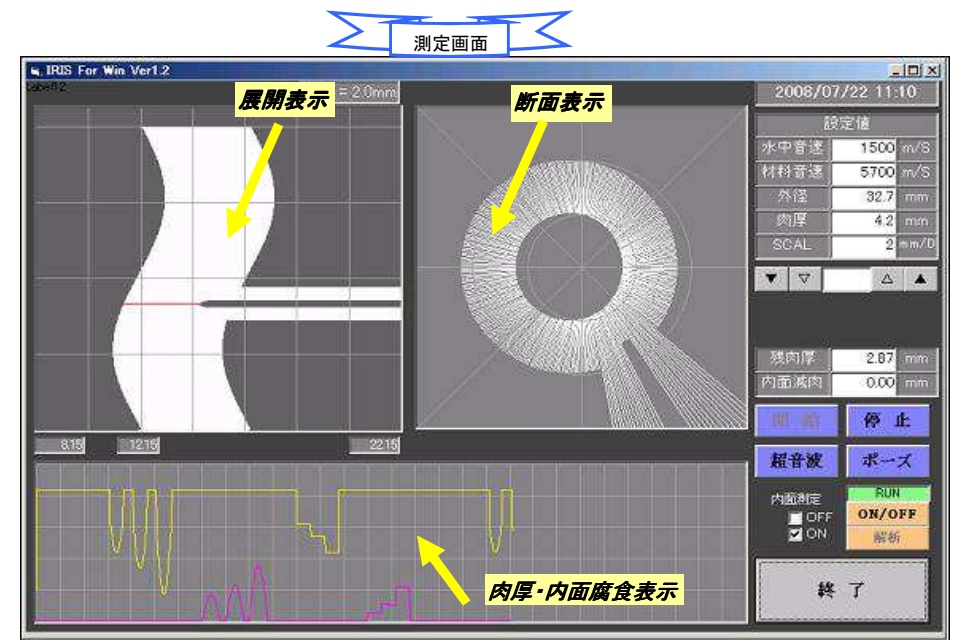 測定画面
IRIS For Win Ver1.2
Label12
= 2.0mm
2008/07/22 11:10
展開表示
断面表示
設定値
水中音速 1500 m/S
材料音速 5700 m/S
外径 32.7 mm
肉厚 4.2 mm
SCAL 2 mm/D
▼ ▽ △ ▲
残肉厚 2.87 mm
内面減肉 0.00 mm
開始 停止
8.15 12.15 22.15
超音波 ポーズ
内面測定
OFF
ON
RUN
ON/OFF
解析
肉厚・内面腐食表示
終了